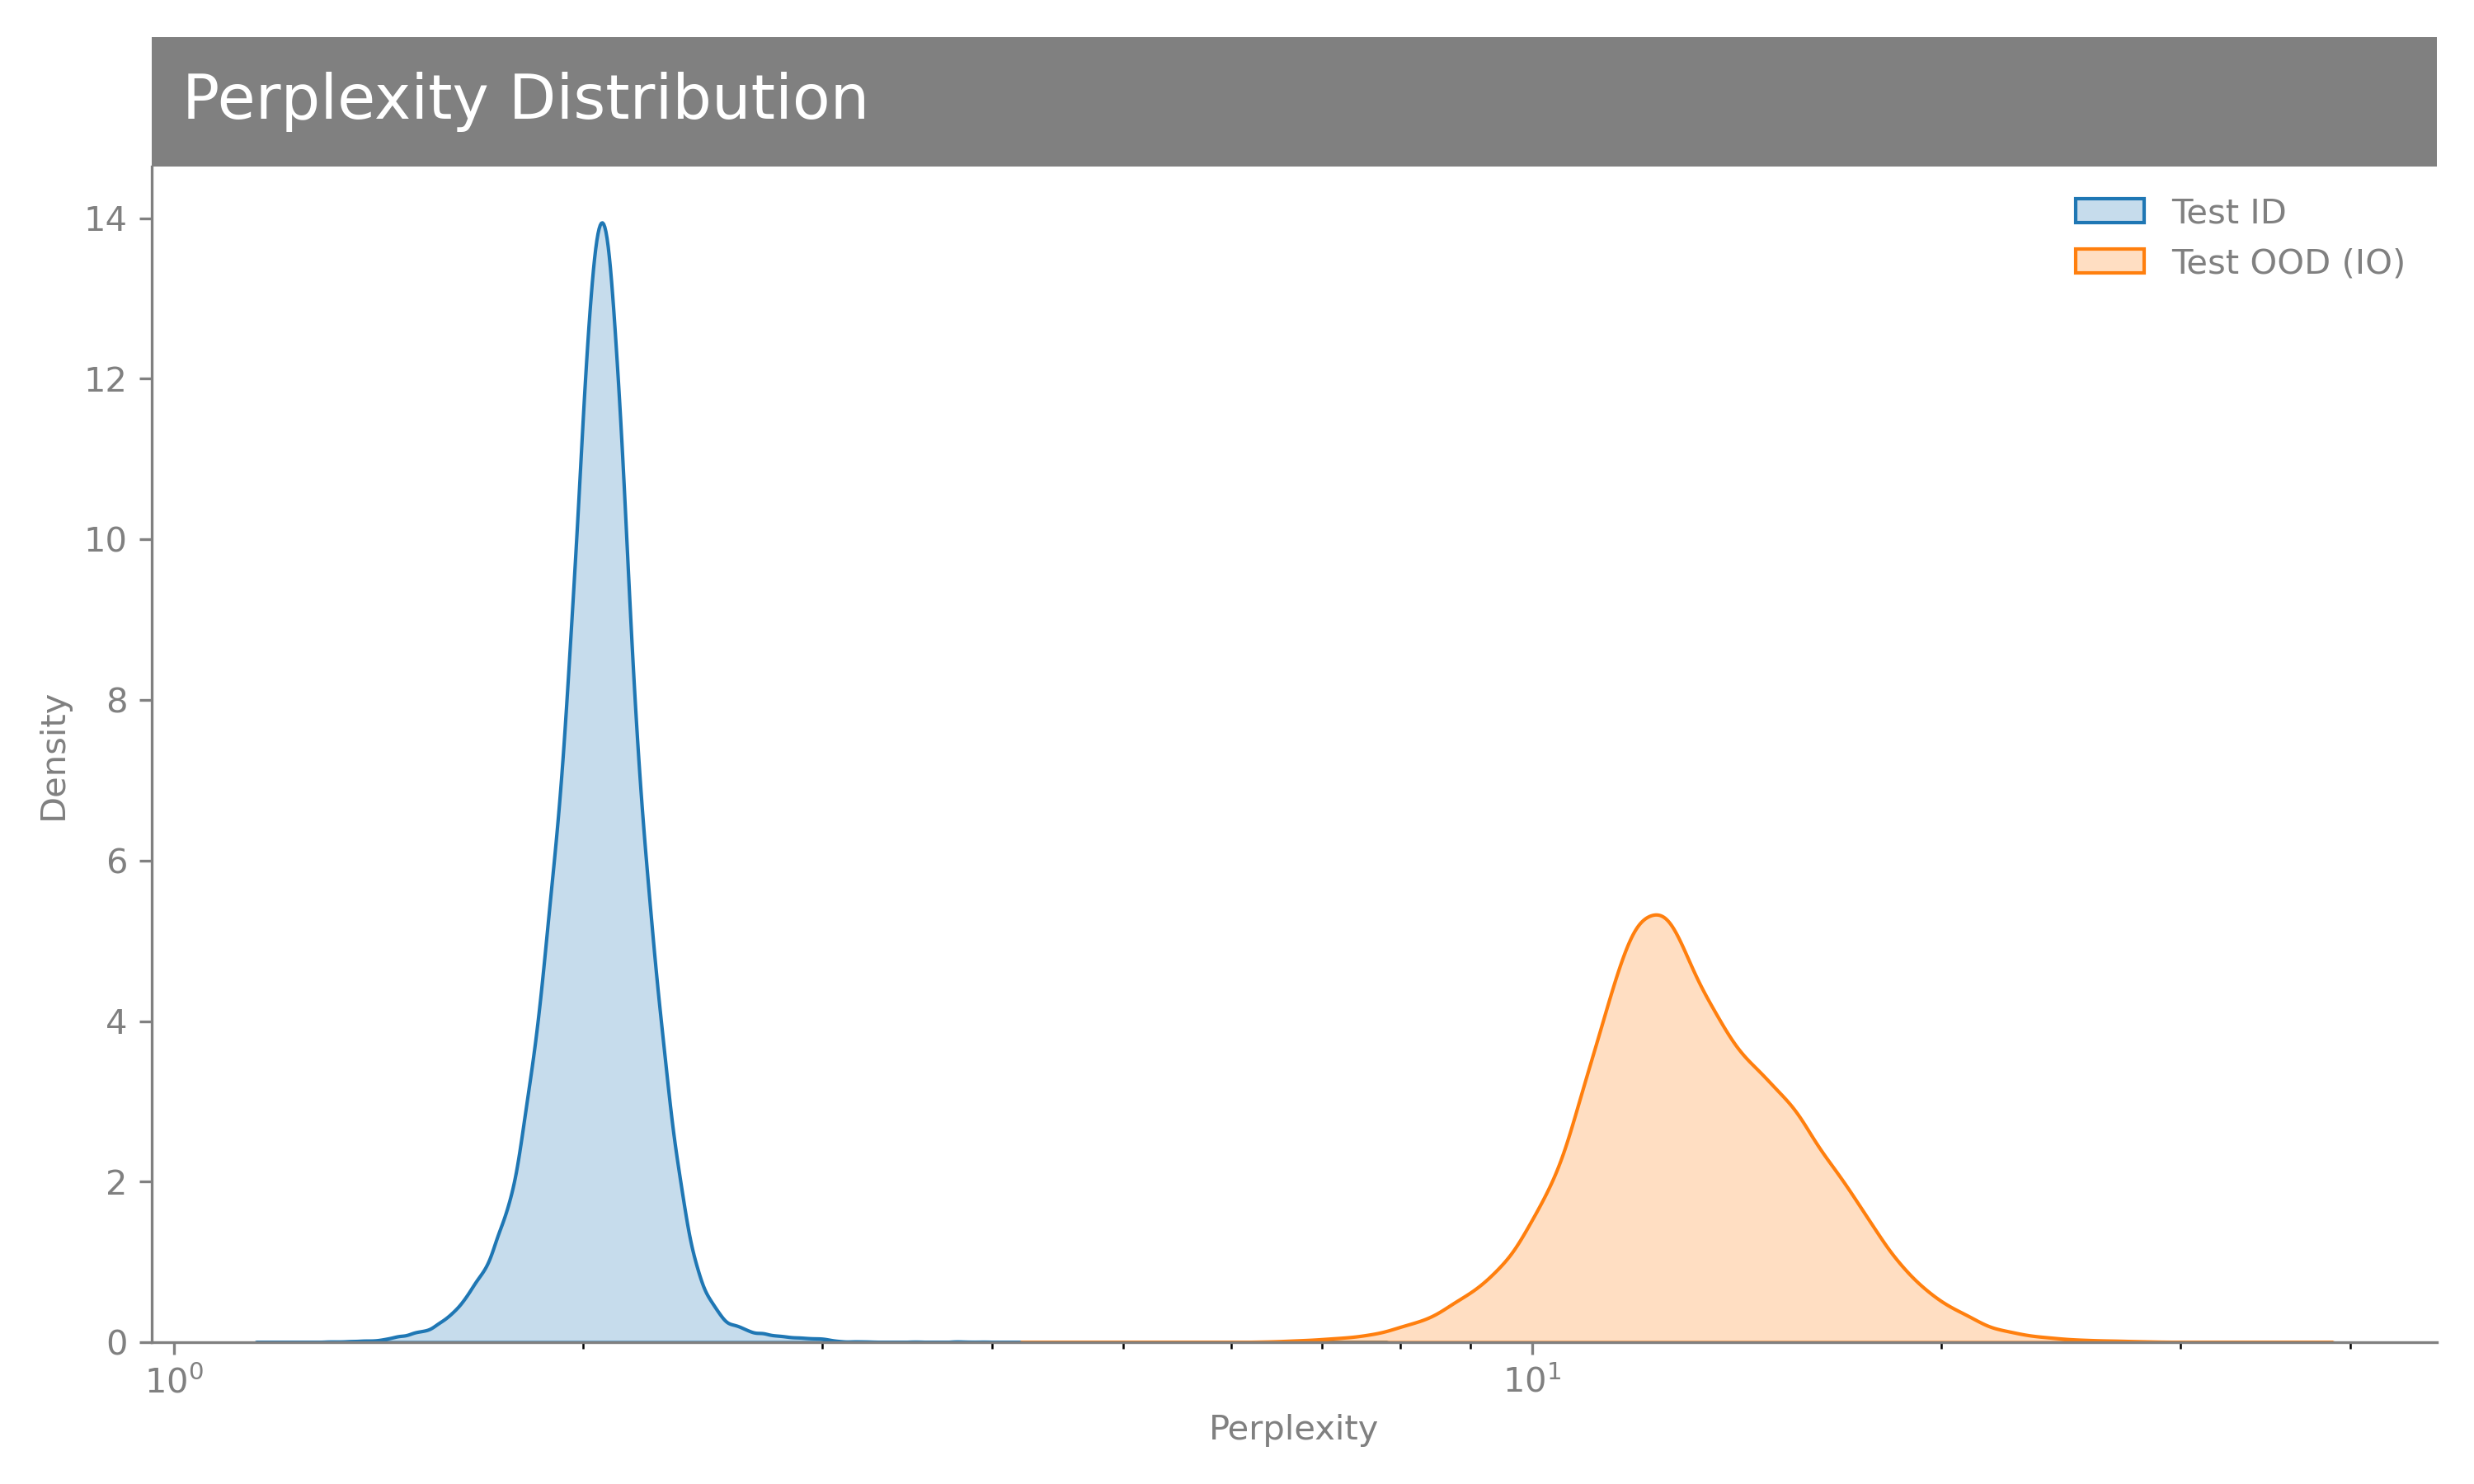 Perplexity Distribution
Test ID
Test OOD (IO)
14
12
10
8
6
4
2
0
Density
10⁰
10¹
Perplexity